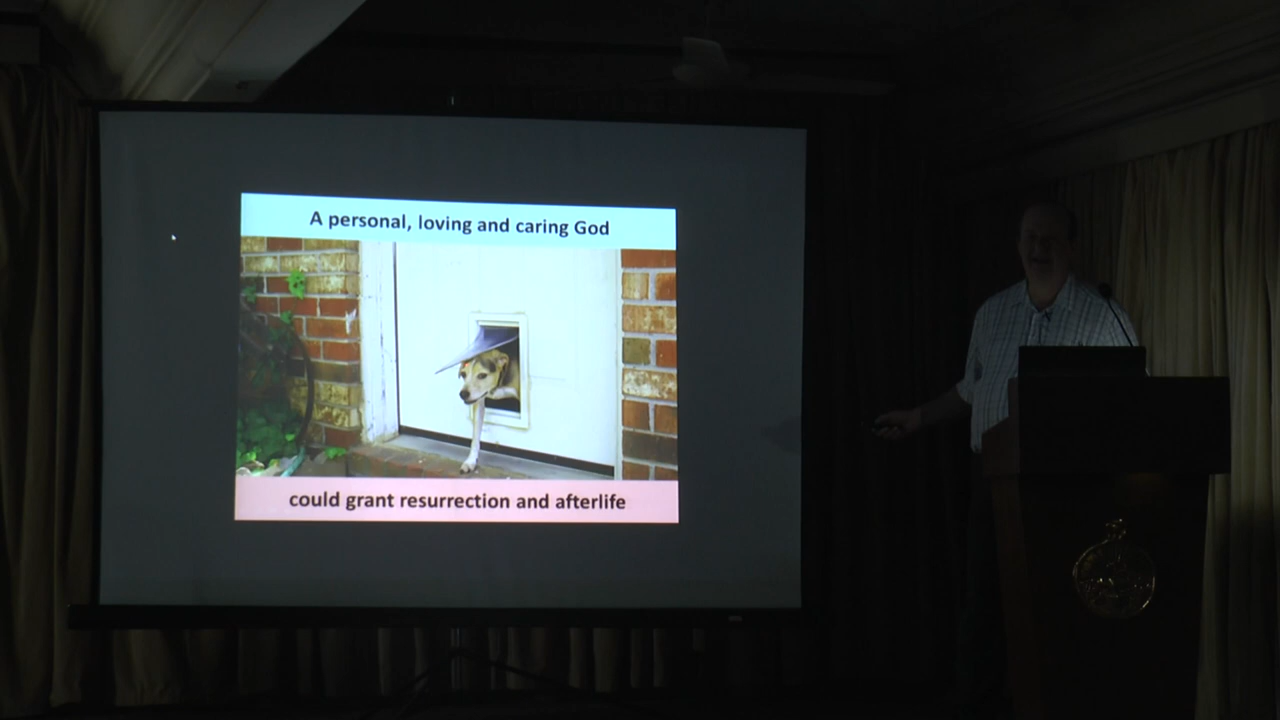 A personal, loving and caring God
could grant resurrection and afterlife